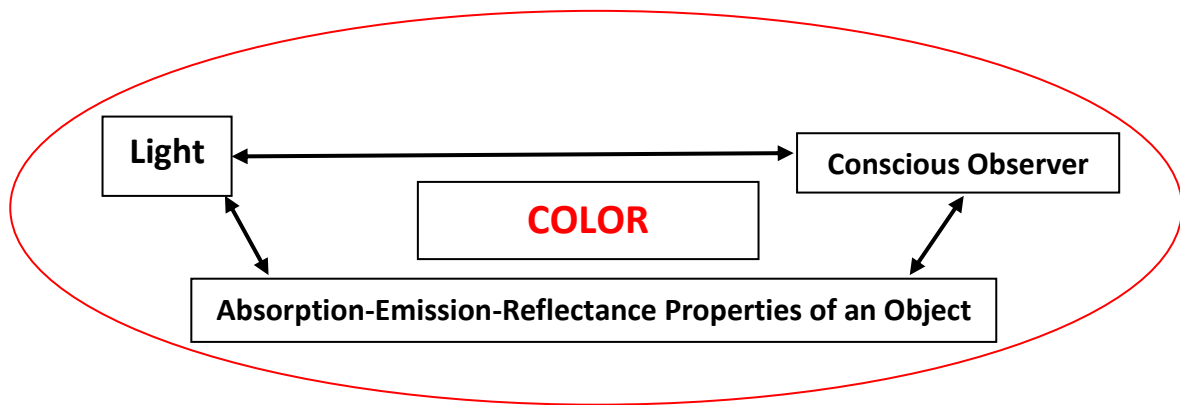 Light
Conscious Observer
COLOR
Absorption-Emission-Reflectance Properties of an Object